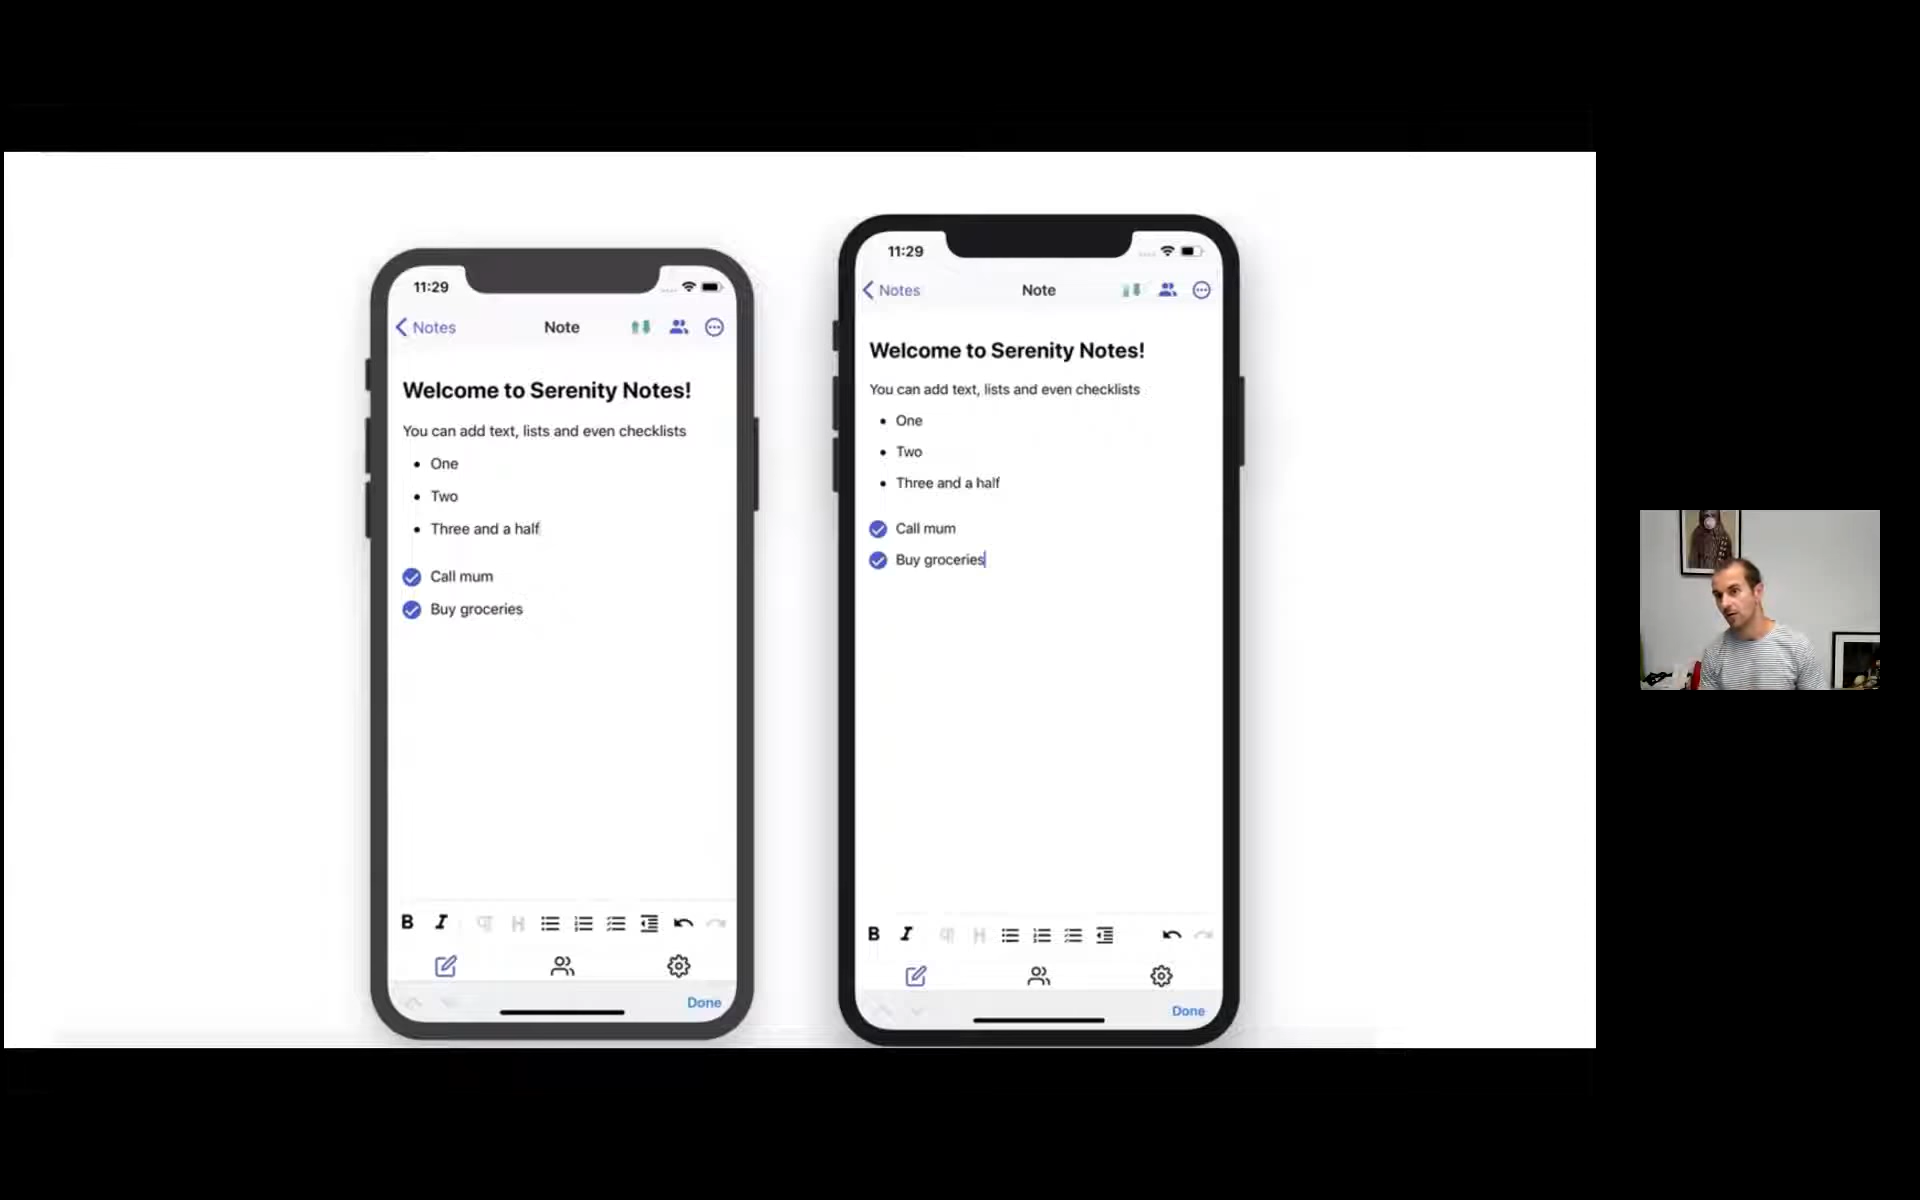 11:29
Notes
Note
Welcome to Serenity Notes!
You can add text, lists and even checklists
One
Two
Three and a half
Call mum
Buy groceries
B I H
Done
11:29
Notes
Note
Welcome to Serenity Notes!
You can add text, lists and even checklists
One
Two
Three and a half
Call mum
Buy groceries
B I H
Done